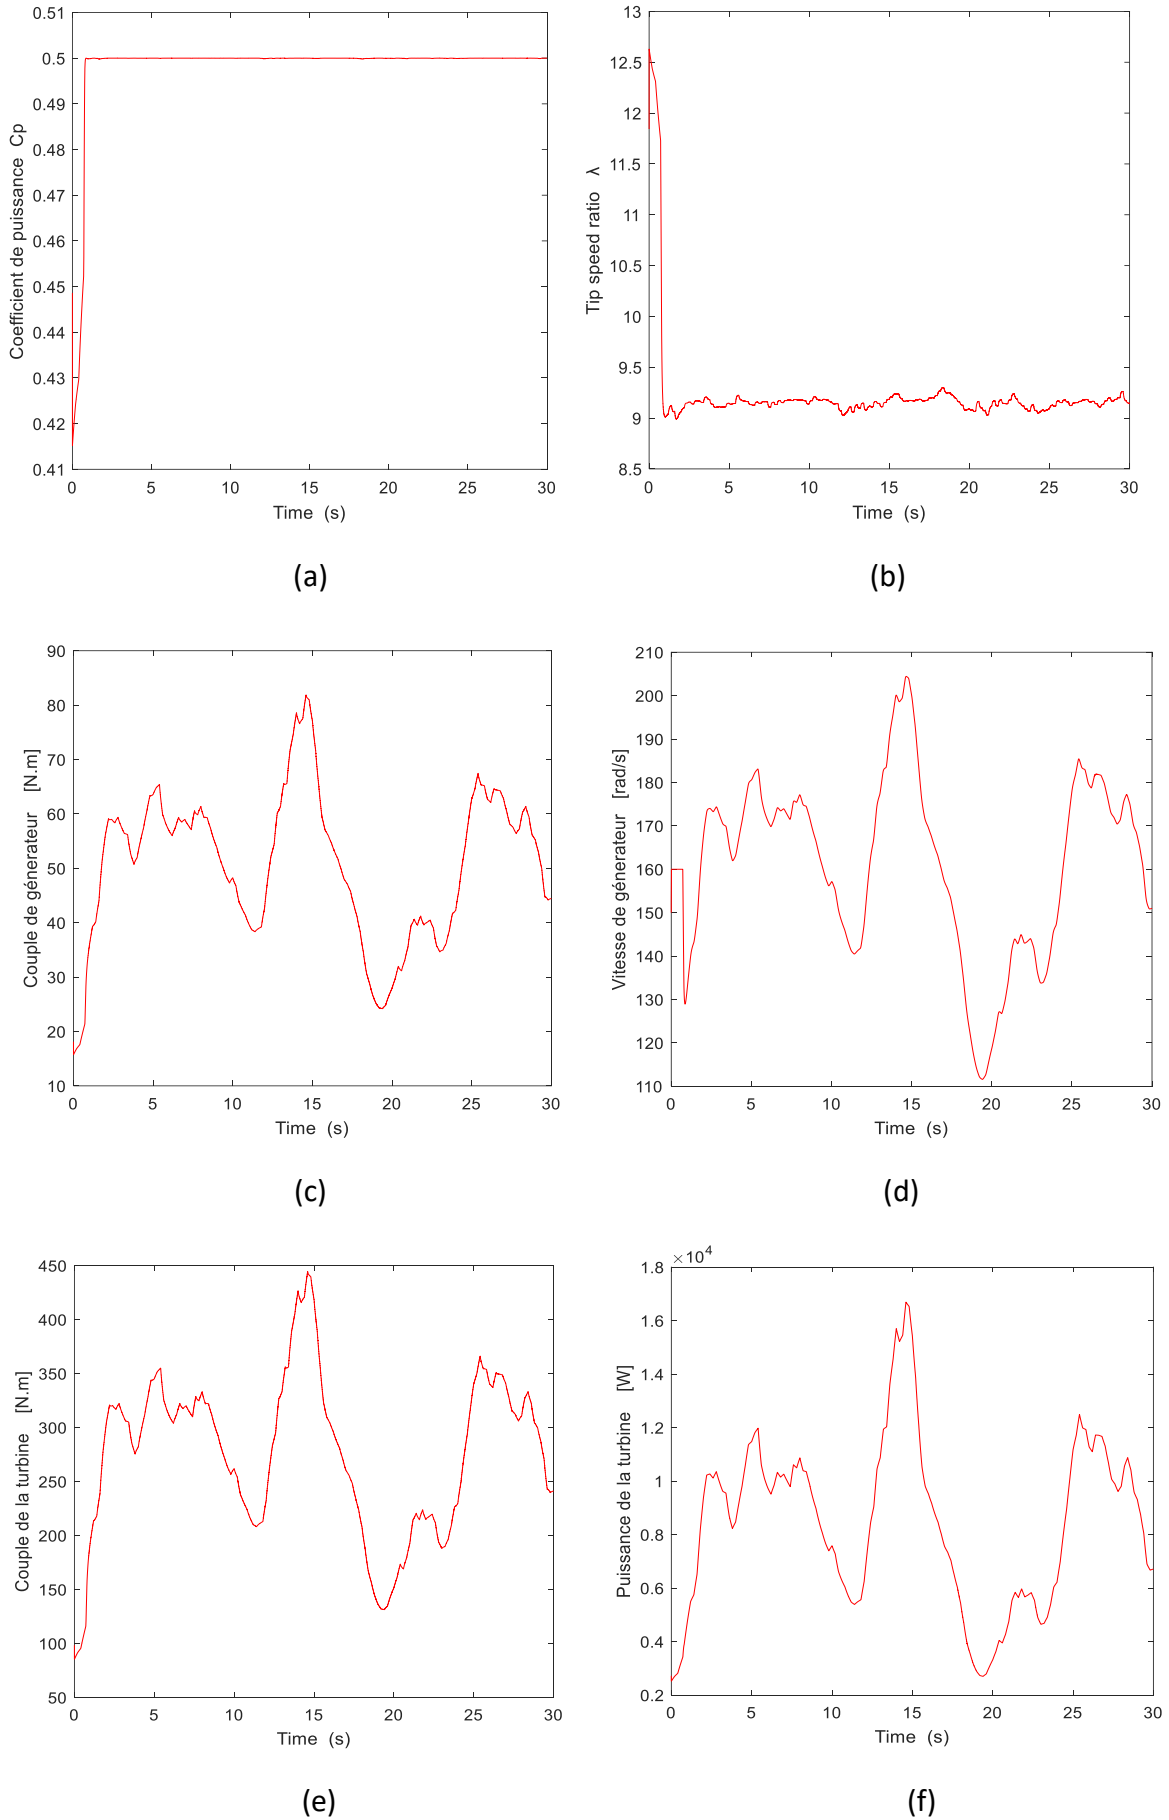 0.51
0.5
0.49
0.48
0.47
0.46
0.45
0.44
0.43
0.42
0.41
Coefficient de puissance Cp
0 5 10 15 20 25 30
Time (s)
(a)
13
12.5
12
11.5
11
10.5
10
9.5
9
8.5
Tip speed ratio λ
0 5 10 15 20 25 30
Time (s)
(b)
90
80
70
60
50
40
30
20
10
Couple de génerateur [N.m]
0 5 10 15 20 25 30
Time (s)
(c)
210
200
190
180
170
160
150
140
130
120
110
Vitesse de génerateur [rad/s]
0 5 10 15 20 25 30
Time (s)
(d)
450
400
350
300
250
200
150
100
50
Couple de la turbine [N.m]
0 5 10 15 20 25 30
Time (s)
(e)
×10⁴
1.8
1.6
1.4
1.2
1
0.8
0.6
0.4
0.2
Puissance de la turbine [W]
0 5 10 15 20 25 30
Time (s)
(f)